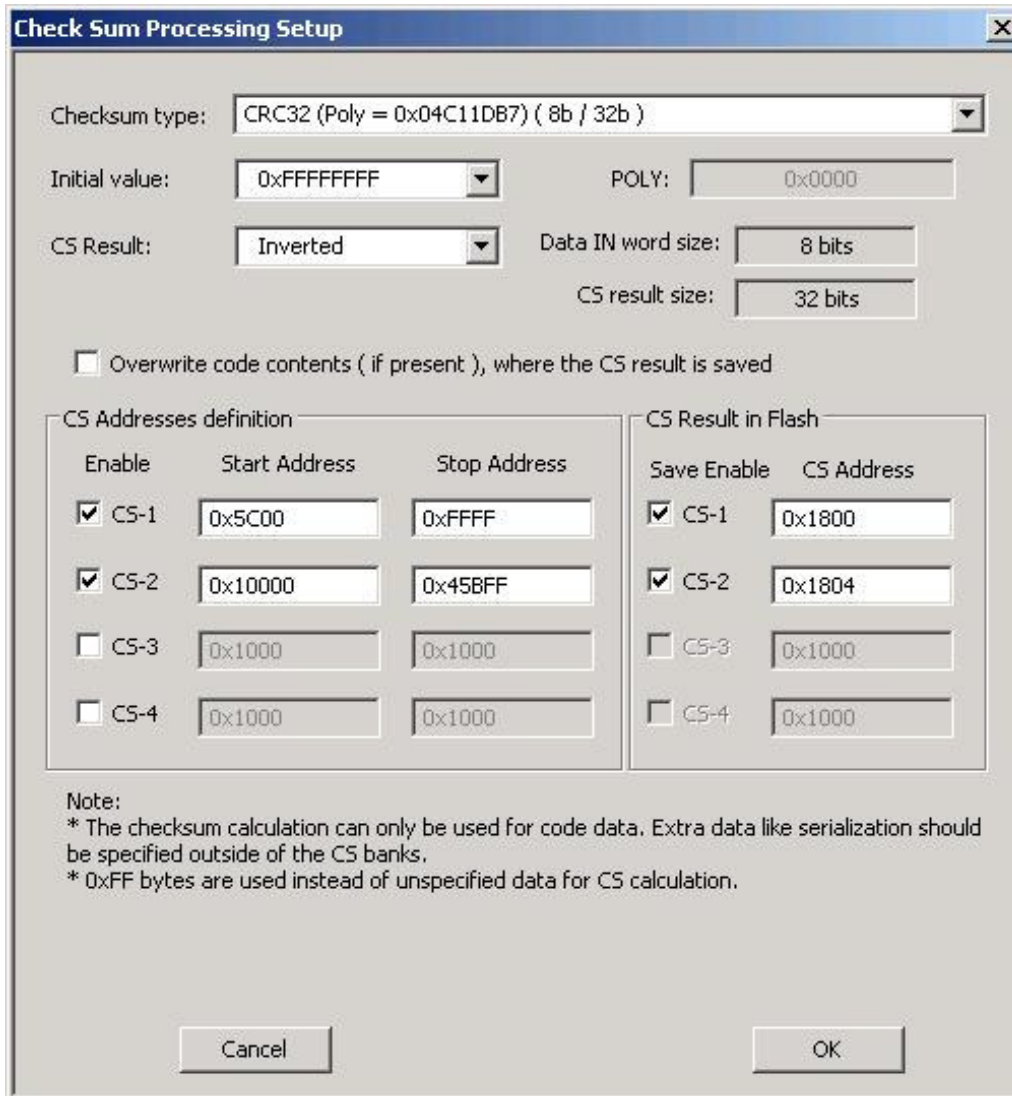 Check Sum Processing Setup
Checksum type: CRC32 (Poly = 0x04C11DB7) ( 8b / 32b )
Initial value: 0xFFFFFFFF POLY: 0x0000
CS Result: Inverted Data IN word size: 8 bits
CS result size: 32 bits
Overwrite code contents ( if present ), where the CS result is saved
CS Addresses definition CS Result in Flash
Enable Start Address Stop Address Save Enable CS Address
CS-1 0x5C00 0xFFFF CS-1 0x1800
CS-2 0x10000 0x45BFF CS-2 0x1804
CS-3 0x1000 0x1000 CS-3 0x1000
CS-4 0x1000 0x1000 CS-4 0x1000
Note:
* The checksum calculation can only be used for code data. Extra data like serialization should
be specified outside of the CS banks.
* 0xFF bytes are used instead of unspecified data for CS calculation.
Cancel OK